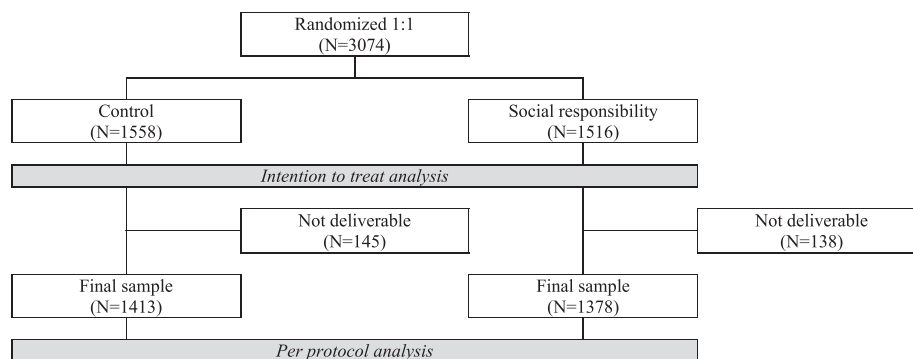 Randomized 1:1
(N=3074)
Control
(N=1558)
Social responsibility
(N=1516)
Intention to treat analysis
Not deliverable
(N=145)
Not deliverable
(N=138)
Final sample
(N=1413)
Final sample
(N=1378)
Per protocol analysis